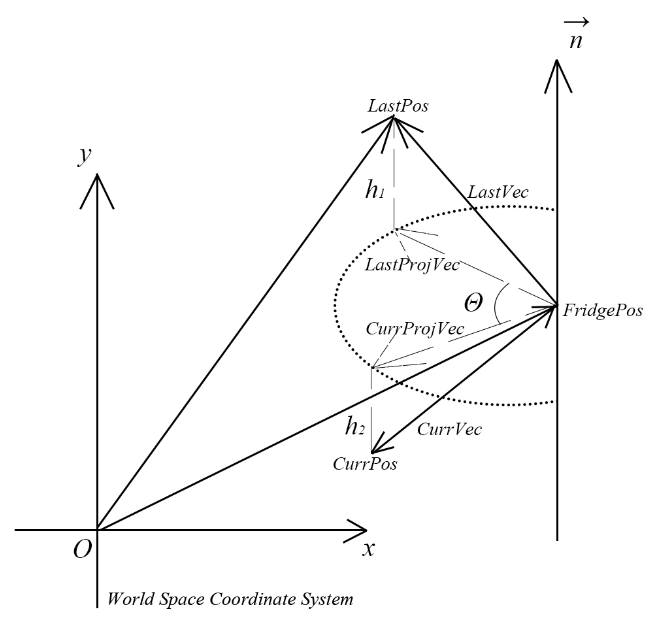 n
LastPos
y
h1
LastVec
LastProjVec
Θ
FridgePos
CurrProjVec
h2
CurrVec
CurrPos
O
x
World Space Coordinate System